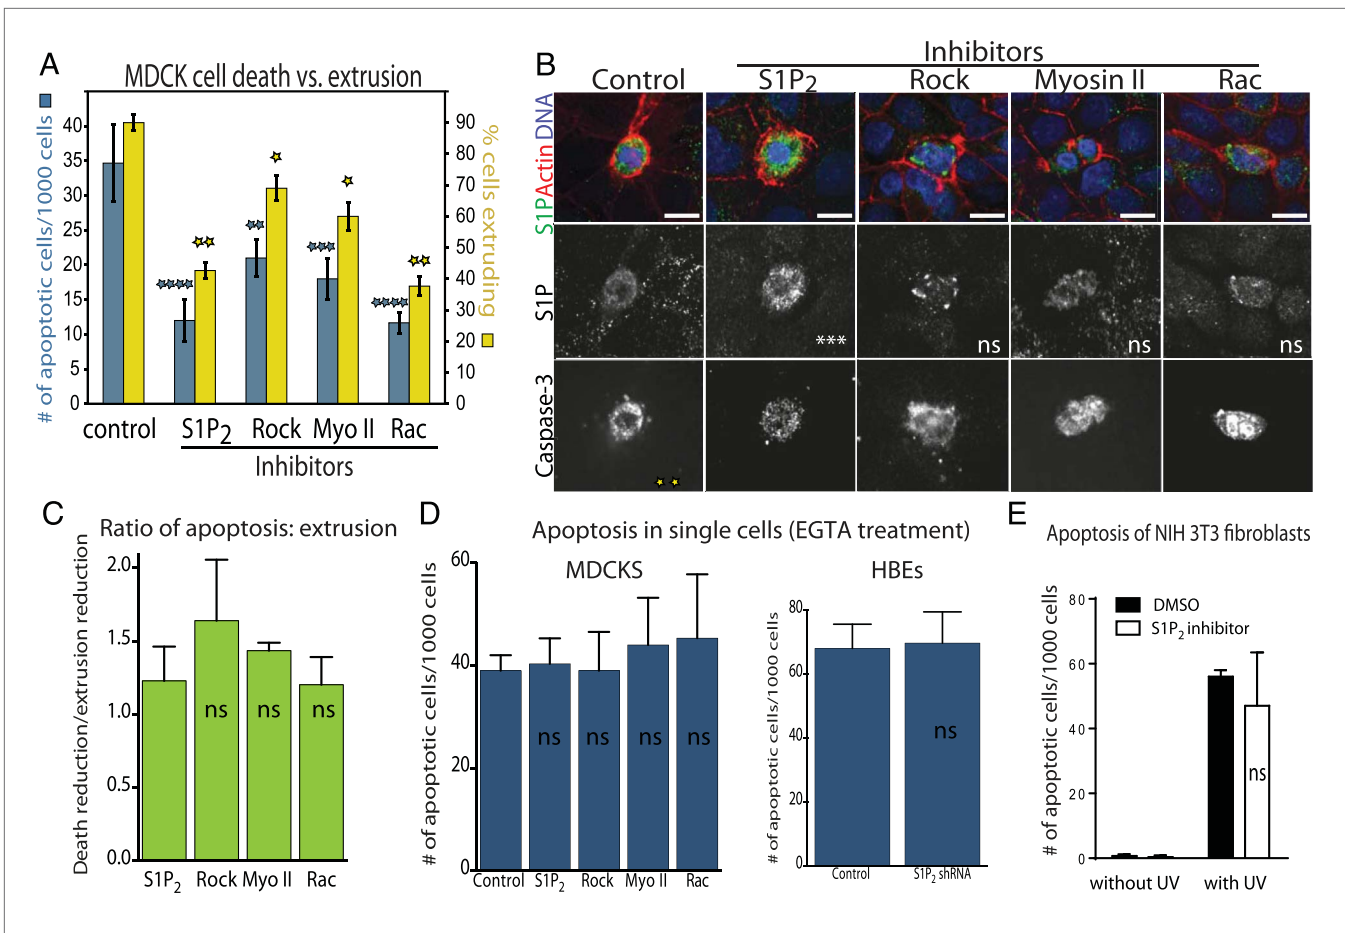 A
MDCK cell death vs. extrusion
# of apoptotic cells/1000 cells
40
35
30
25
20
15
10
5
0
% cells extruding
90
80
70
60
50
40
30
20
10
0
control S1P2 Rock Myo II Rac
Inhibitors
B
Inhibitors
Control S1P2 Rock Myosin II Rac
S1P Actin DNA
S1P
*** ns ns ns
Caspase-3
C
Ratio of apoptosis: extrusion
Death reduction/extrusion reduction
2.0
1.5
1.0
0.5
0.0
ns ns ns
S1P2 Rock Myo II Rac
D
Apoptosis in single cells (EGTA treatment)
MDCKS
# of apoptotic cells/1000 cells
60
40
20
0
ns ns ns ns
Control S1P2 Rock Myo II Rac
HBEs
# of apoptotic cells/1000 cells
80
60
40
20
0
ns
Control S1P2 shRNA
E
Apoptosis of NIH 3T3 fibroblasts
# of apoptotic cells/1000 cells
80
60
40
20
0
DMSO
S1P2 inhibitor
ns
without UV with UV